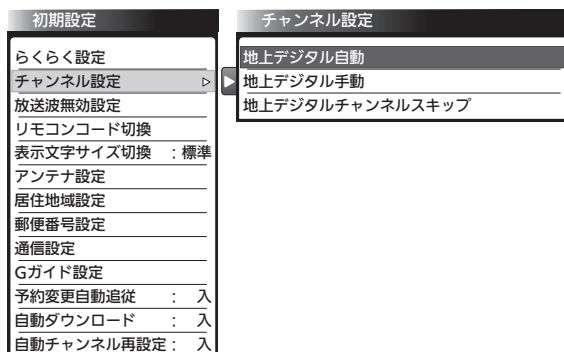 初期設定
らくらく設定
チャンネル設定
放送波無効設定
リモコンコード切換
表示文字サイズ切換 ：標準
アンテナ設定
居住地域設定
郵便番号設定
通信設定
Gガイド設定
予約変更自動追従 ： 入
自動ダウンロード ： 入
自動チャンネル再設定： 入
チャンネル設定
地上デジタル自動
地上デジタル手動
地上デジタルチャンネルスキップ